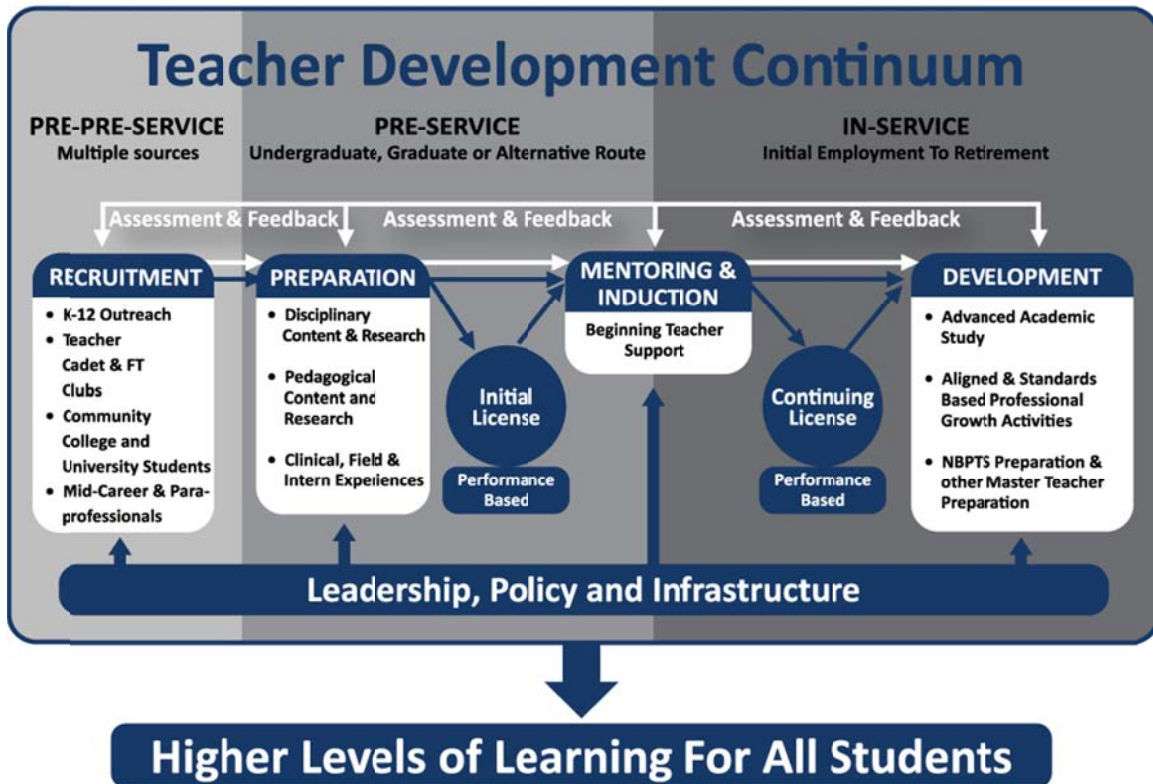 Teacher Development Continuum
PRE-PRE-SERVICE
Multiple sources
PRE-SERVICE
Undergraduate, Graduate or Alternative Route
IN-SERVICE
Initial Employment To Retirement
Assessment & Feedback
Assessment & Feedback
Assessment & Feedback
RECRUITMENT
• K-12 Outreach
• Teacher
Cadet & FT
Clubs
• Community
College and
University Students
• Mid-Career & Para-
professionals
PREPARATION
• Disciplinary
Content & Research
• Pedagogical
Content and
Research
• Clinical, Field &
Intern Experiences
Initial
License
Performance
Based
MENTORING &
INDUCTION
Beginning Teacher
Support
Continuing
License
Performance
Based
DEVELOPMENT
• Advanced Academic
Study
• Aligned & Standards
Based Professional
Growth Activities
• NBPTS Preparation &
other Master Teacher
Preparation
Leadership, Policy and Infrastructure
Higher Levels of Learning For All Students